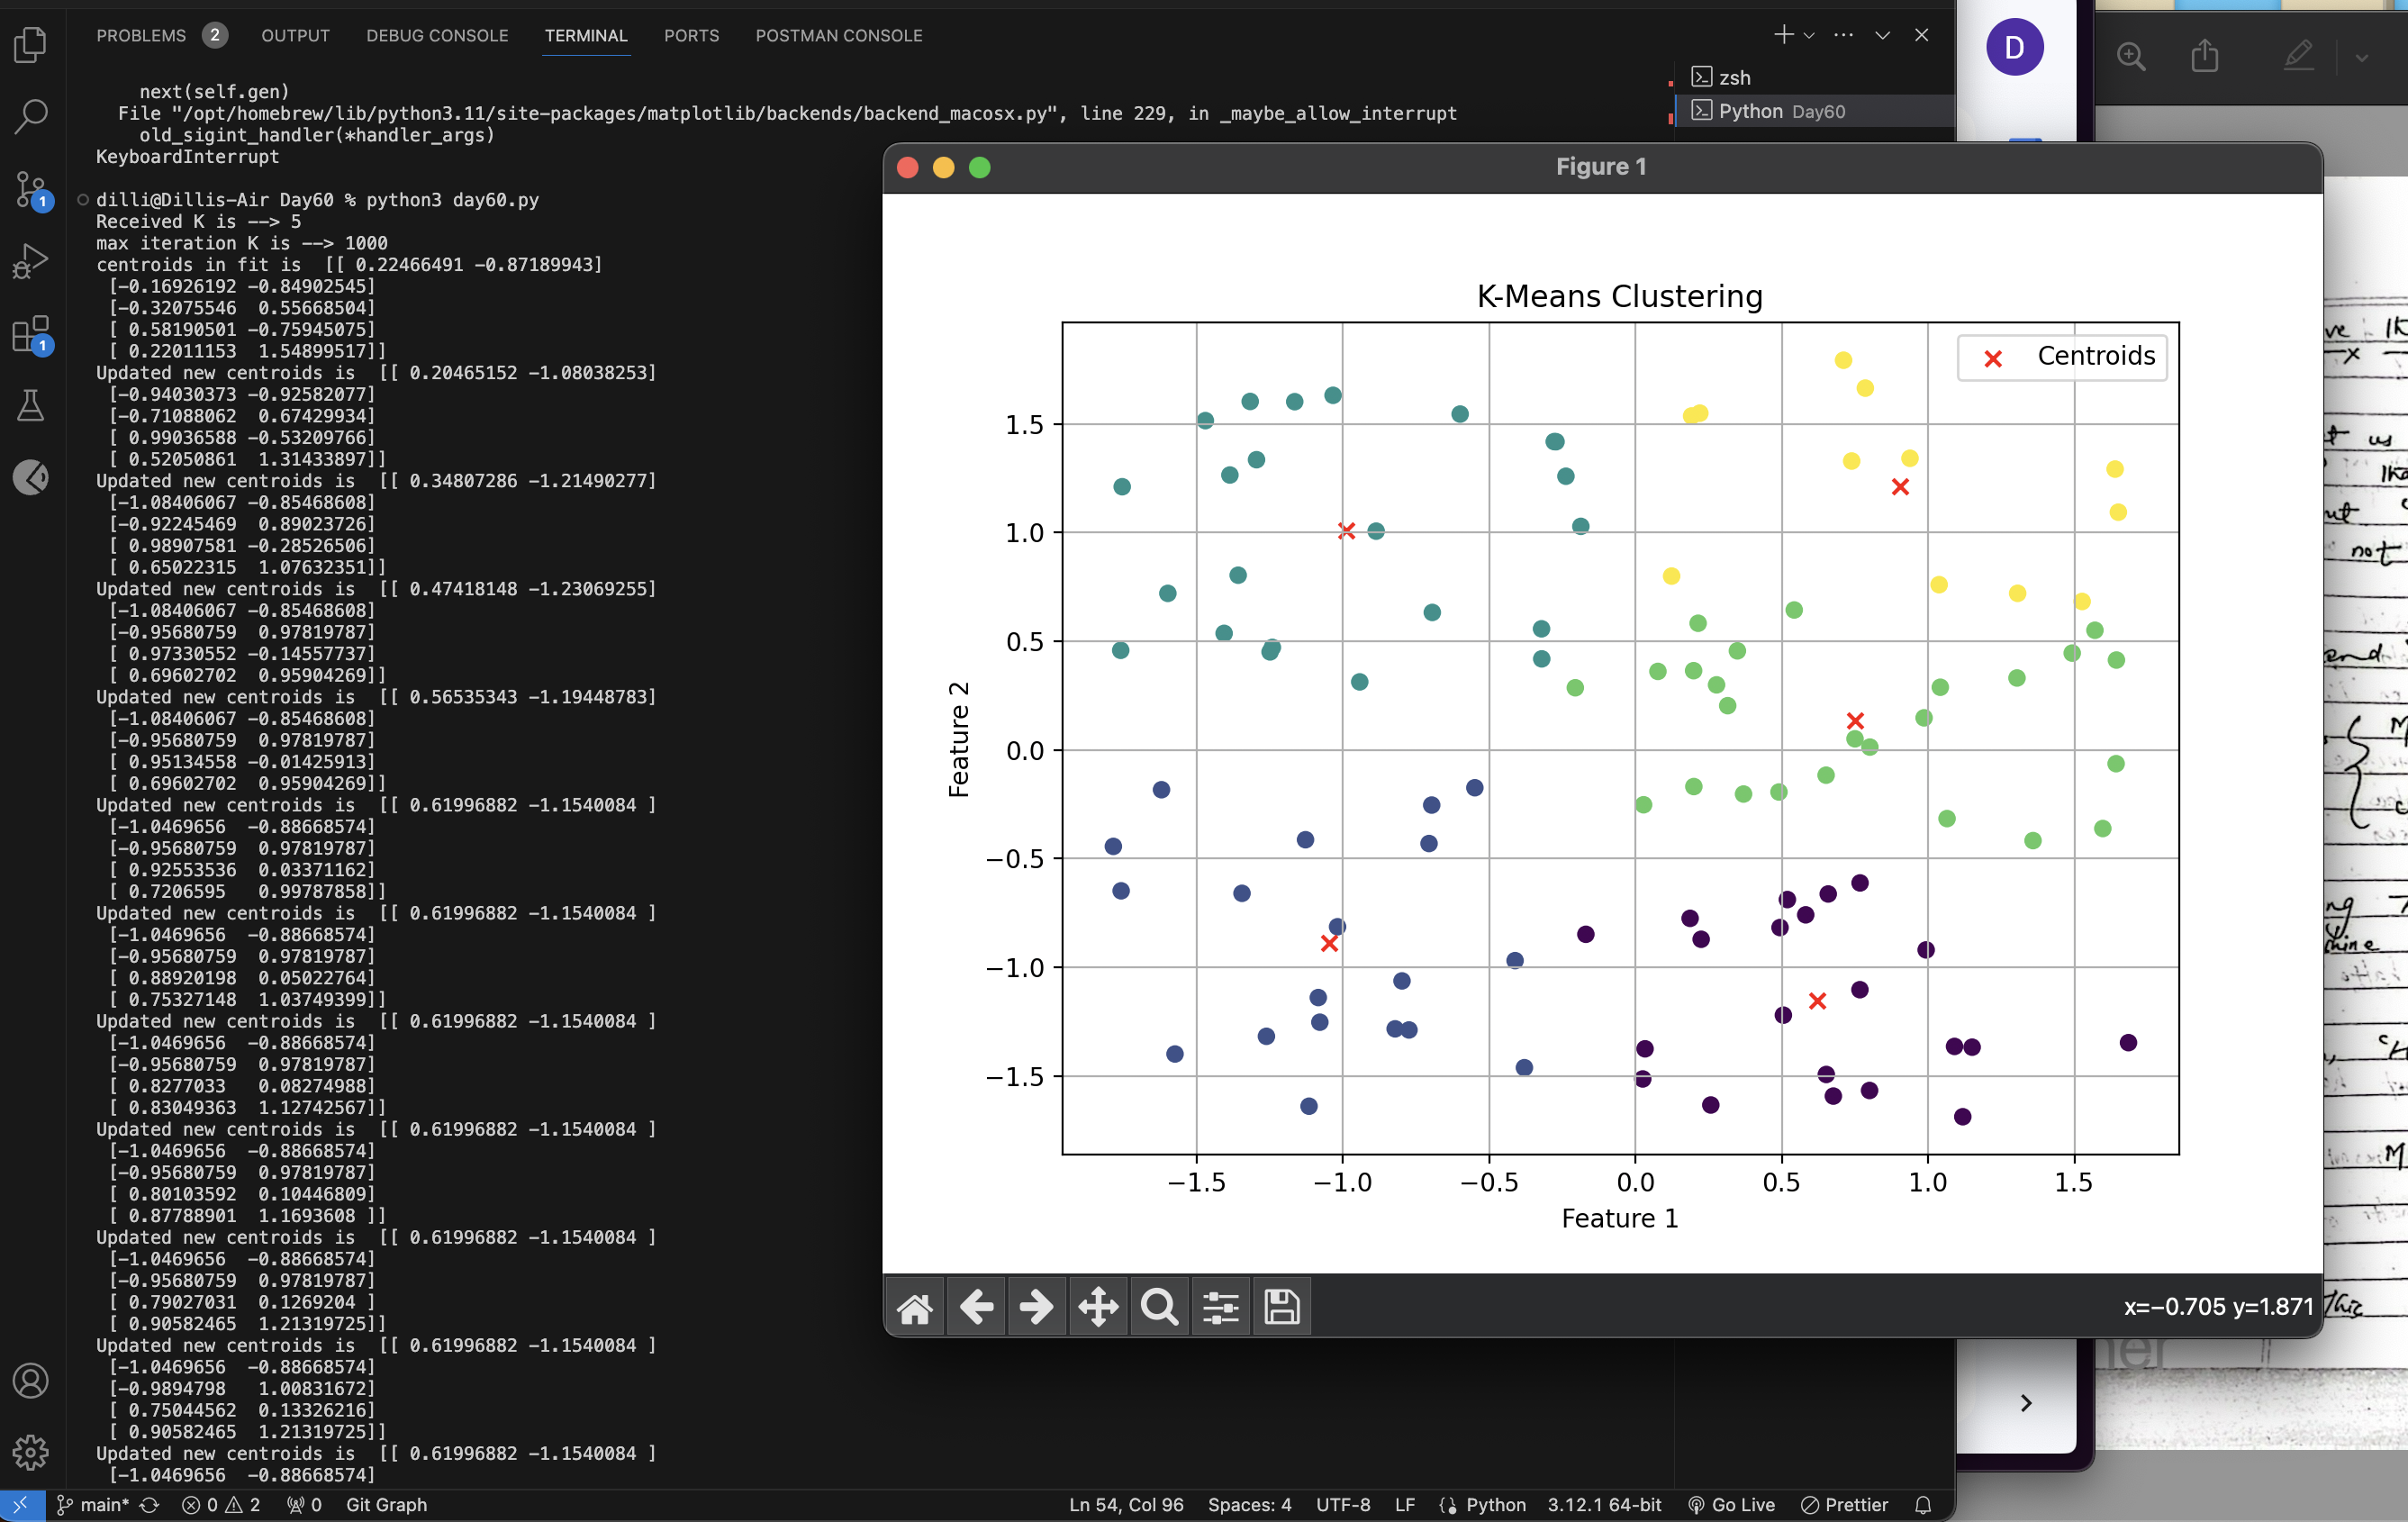 PROBLEMS 2 OUTPUT DEBUG CONSOLE TERMINAL PORTS POSTMAN CONSOLE
next(self.gen)
File "/opt/homebrew/lib/python3.11/site-packages/matplotlib/backends/backend_macosx.py", line 229, in _maybe_allow_interrupt
old_sigint_handler(*handler_args)
KeyboardInterrupt
dilli@Dillis-Air Day60 % python3 day60.py
Received K is --> 5
max iteration K is --> 1000
centroids in fit is [[ 0.22466491 -0.87189943]
[-0.16926192 -0.84902545]
[-0.32075546 0.55668504]
[ 0.58190501 -0.75945075]
[ 0.22011153 1.54899517]]
Updated new centroids is [[ 0.20465152 -1.08038253]
[-0.94030373 -0.92582077]
[-0.71088062 0.67429934]
[ 0.99036588 -0.53209766]
[ 0.52050861 1.31433897]]
Updated new centroids is [[ 0.34807286 -1.21490277]
[-1.08406067 -0.85468608]
[-0.92245469 0.89023726]
[ 0.98907581 -0.28526506]
[ 0.65022315 1.07632351]]
Updated new centroids is [[ 0.47418148 -1.23069255]
[-1.08406067 -0.85468608]
[-0.95680759 0.97819787]
[ 0.97330552 -0.14557737]
[ 0.69602702 0.95904269]]
Updated new centroids is [[ 0.56535343 -1.19448783]
[-1.08406067 -0.85468608]
[-0.95680759 0.97819787]
[ 0.95134558 -0.01425913]
[ 0.69602702 0.95904269]]
Updated new centroids is [[ 0.61996882 -1.1540084 ]
[-1.0469656 -0.88668574]
[-0.95680759 0.97819787]
[ 0.92553536 0.03371162]
[ 0.7206595 0.99787858]]
Updated new centroids is [[ 0.61996882 -1.1540084 ]
[-1.0469656 -0.88668574]
[-0.95680759 0.97819787]
[ 0.88920198 0.05022764]
[ 0.75327148 1.03749399]]
Updated new centroids is [[ 0.61996882 -1.1540084 ]
[-1.0469656 -0.88668574]
[-0.95680759 0.97819787]
[ 0.8277033 0.08274988]
[ 0.83049363 1.12742567]]
Updated new centroids is [[ 0.61996882 -1.1540084 ]
[-1.0469656 -0.88668574]
[-0.95680759 0.97819787]
[ 0.80103592 0.10446809]
[ 0.87788901 1.1693608 ]]
Updated new centroids is [[ 0.61996882 -1.1540084 ]
[-1.0469656 -0.88668574]
[-0.95680759 0.97819787]
[ 0.79027031 0.1269204 ]
[ 0.90582465 1.21319725]]
Updated new centroids is [[ 0.61996882 -1.1540084 ]
[-1.0469656 -0.88668574]
[-0.9894798 1.00831672]
[ 0.75044562 0.13326216]
[ 0.90582465 1.21319725]]
Updated new centroids is [[ 0.61996882 -1.1540084 ]
[-1.0469656 -0.88668574]
zsh
Python Day60
D
1
1
Figure 1
K-Means Clustering
Centroids
Feature 2
1.5
1.0
0.5
0.0
−0.5
−1.0
−1.5
−1.5 −1.0 −0.5 0.0 0.5 1.0 1.5
Feature 1
x=−0.705 y=1.871
us
not
main* 0 2 0 Git Graph Ln 54, Col 96 Spaces: 4 UTF-8 LF Python 3.12.1 64-bit Go Live Prettier